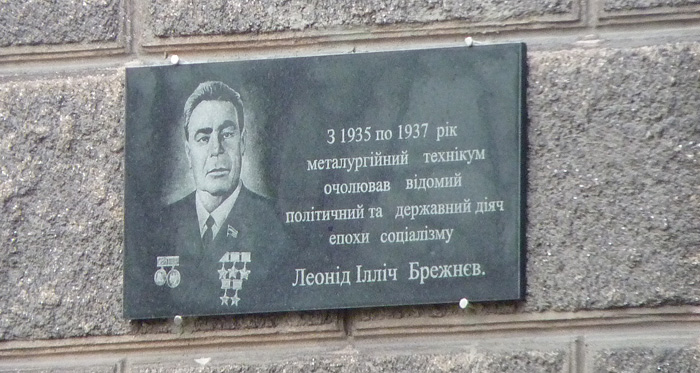 З 1935 по 1937 рік
металургійний технікум
очолював відомий
політичний та державний діяч
епохи соціалізму
Леонід Ілліч Брежнєв.